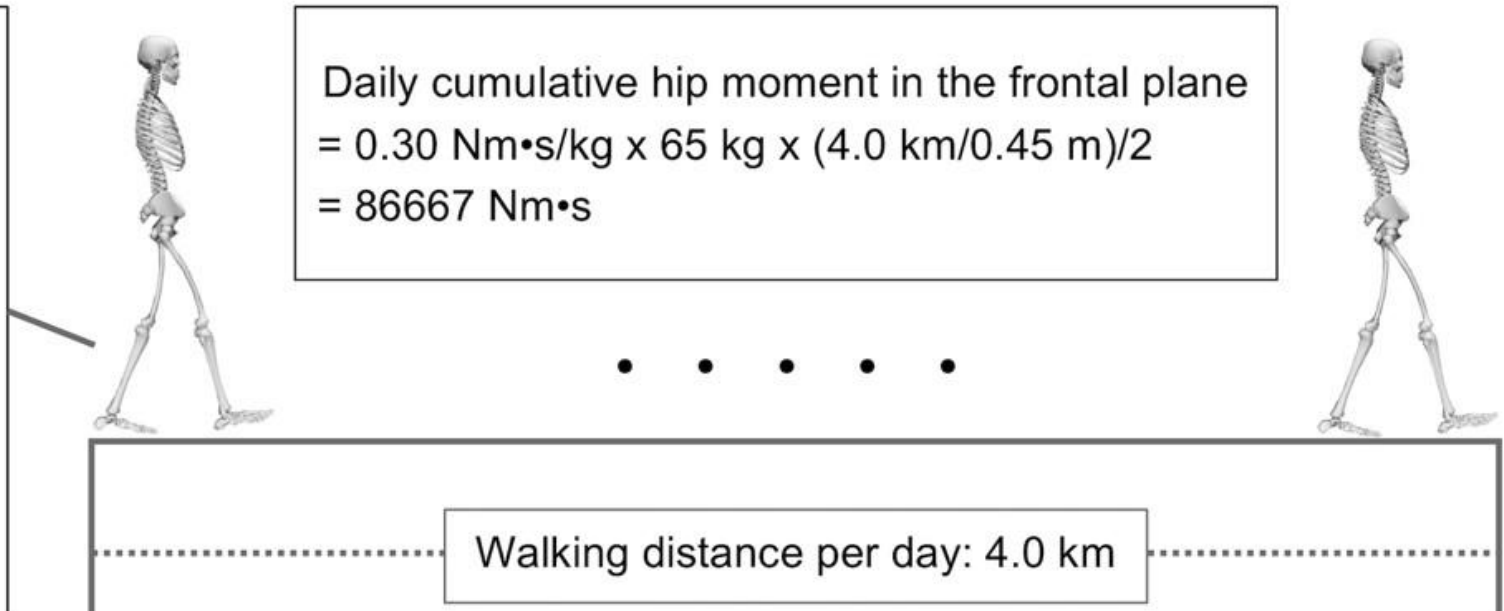 Daily cumulative hip moment in the frontal plane
= 0.30 Nm•s/kg x 65 kg x (4.0 km/0.45 m)/2
= 86667 Nm•s
Walking distance per day: 4.0 km